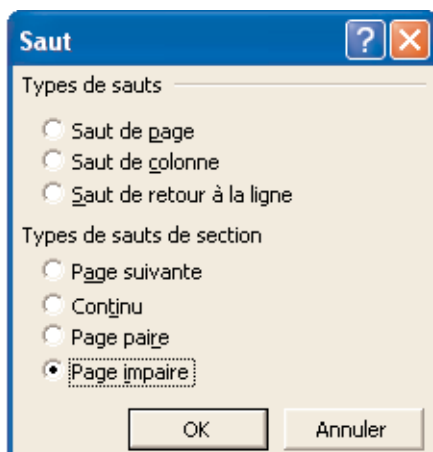 Saut
Types de sauts
Saut de page
Saut de colonne
Saut de retour à la ligne
Types de sauts de section
Page suivante
Continu
Page paire
Page impaire
OK Annuler